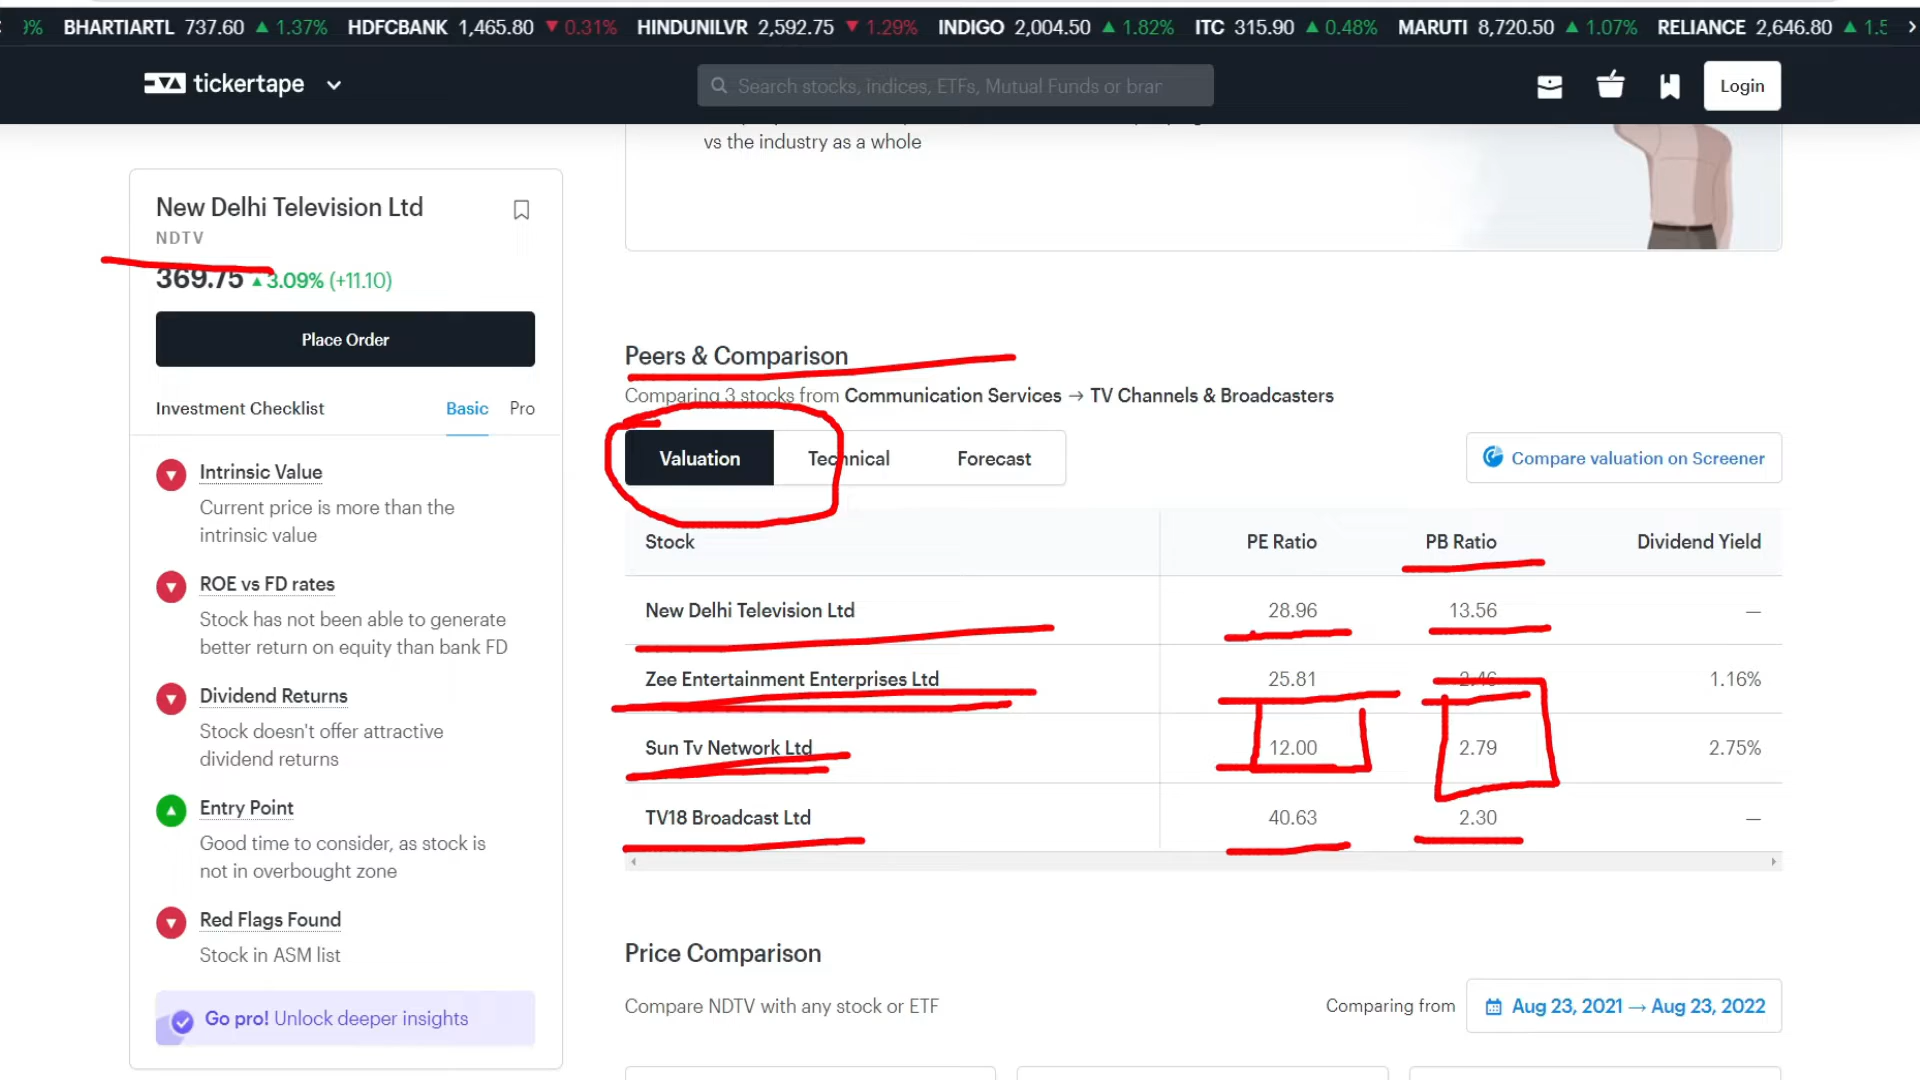 9% BHARTIARTL 737.60 ▲ 1.37% HDFCBANK 1,465.80 ▼ 0.31% HINDUNILVR 2,592.75 ▼ 1.29% INDIGO 2,004.50 ▲ 1.82% ITC 315.90 ▲ 0.48% MARUTI 8,720.50 ▲ 1.07% RELIANCE 2,646.80 ▲ 1.5
tickertape
Search stocks, indices, ETFs, Mutual Funds or bran
Login
vs the industry as a whole
New Delhi Television Ltd
NDTV
369.75 ▲ 3.09% (+11.10)
Place Order
Investment Checklist Basic Pro
Intrinsic Value
Current price is more than the
intrinsic value
ROE vs FD rates
Stock has not been able to generate
better return on equity than bank FD
Dividend Returns
Stock doesn't offer attractive
dividend returns
Entry Point
Good time to consider, as stock is
not in overbought zone
Red Flags Found
Stock in ASM list
Go pro! Unlock deeper insights
Peers & Comparison
Comparing 3 stocks from Communication Services → TV Channels & Broadcasters
Valuation Technical Forecast
Compare valuation on Screener
Stock PE Ratio PB Ratio Dividend Yield
New Delhi Television Ltd 28.96 13.56 —
Zee Entertainment Enterprises Ltd 25.81 2.46 1.16%
Sun Tv Network Ltd 12.00 2.79 2.75%
TV18 Broadcast Ltd 40.63 2.30 —
Price Comparison
Compare NDTV with any stock or ETF
Comparing from Aug 23, 2021 → Aug 23, 2022